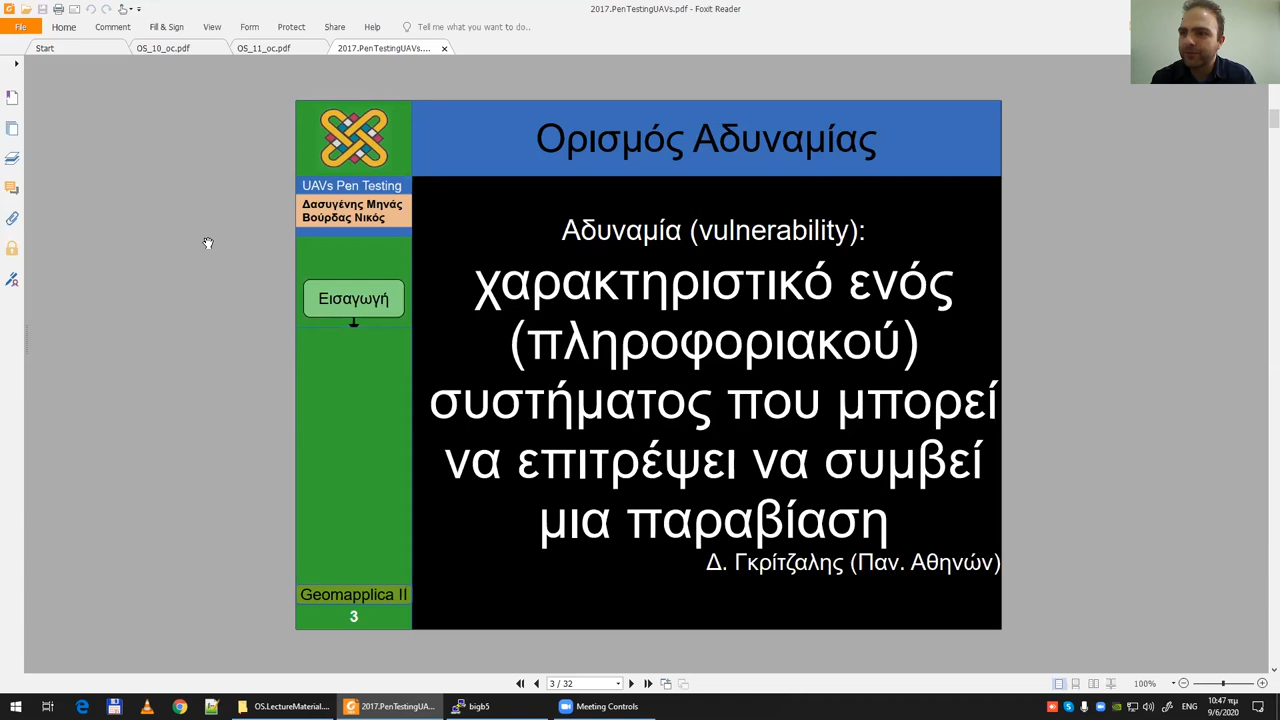 2017.PenTestingUAVs.pdf - Foxit Reader
File Home Comment Fill & Sign View Form Protect Share Help Tell me what you want to do..
Start OS_10_oc.pdf OS_11_oc.pdf 2017.PenTestingUAVs....
Ορισμός Αδυναμίας
UAVs Pen Testing
Δασυγένης Μηνάς
Βούρδας Νικός
Εισαγωγή
Αδυναμία (vulnerability):
χαρακτηριστικό ενός
(πληροφοριακού)
συστήματος που μπορεί
να επιτρέψει να συμβεί
μια παραβίαση
Δ. Γκρίτζαλης (Παν. Αθηνών)
Geomapplica II
3
3 / 32
100%
OS.LectureMaterial.... 2017.PenTestingUA... bigb5 Meeting Controls
10:47 πμ
9/6/2020